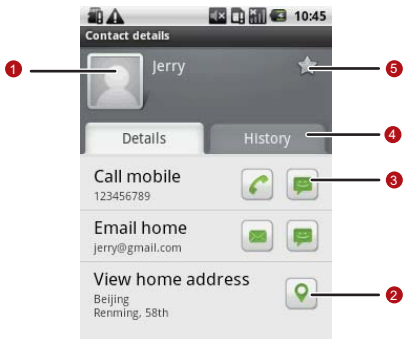 10:45
Contact details
1
Jerry
5
Details
History
4
Call mobile
123456789
3
Email home
jerry@gmail.com
View home address
Beijing
Renming, 58th
2